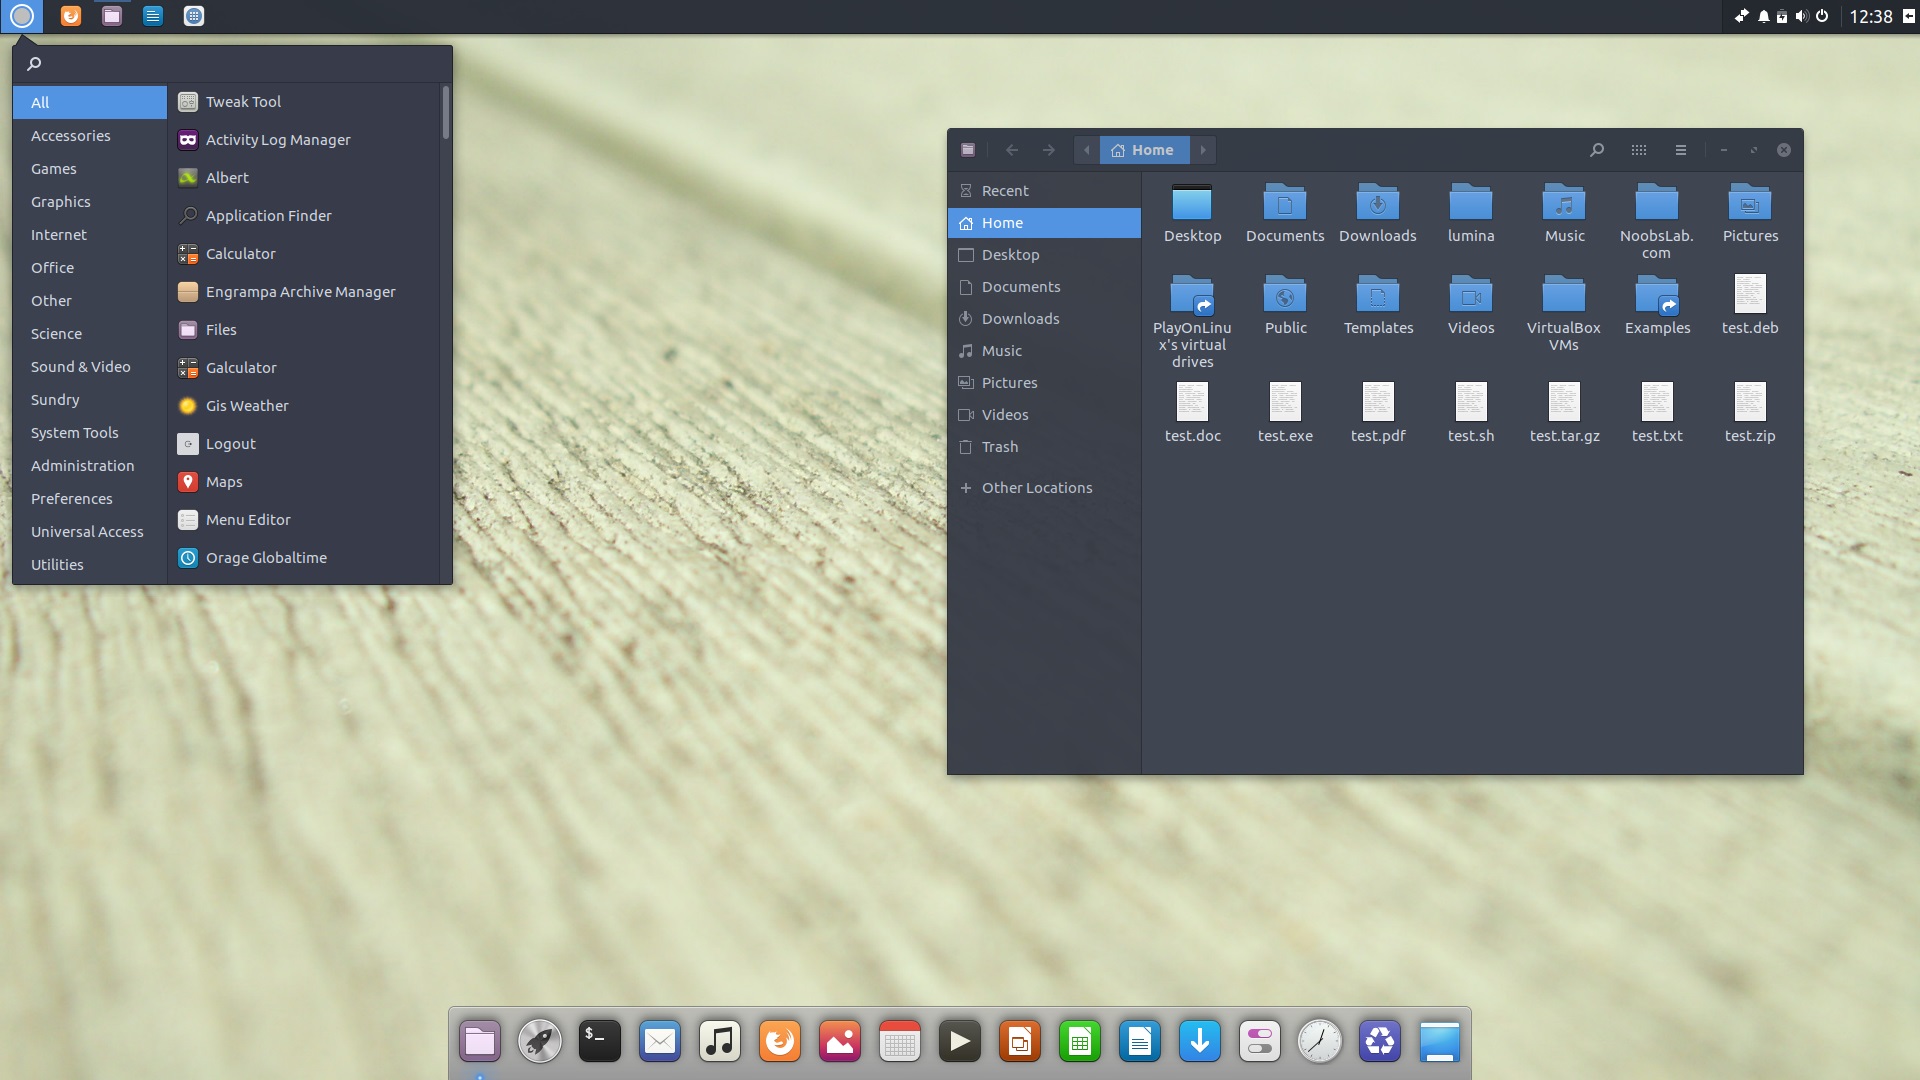 12:38
All
Accessories
Games
Graphics
Internet
Office
Other
Science
Sound & Video
Sundry
System Tools
Administration
Preferences
Universal Access
Utilities
Tweak Tool
Activity Log Manager
Albert
Application Finder
Calculator
Engrampa Archive Manager
Files
Galculator
Gis Weather
Logout
Maps
Menu Editor
Orage Globaltime
Home
Recent
Home
Desktop
Documents
Downloads
Music
Pictures
Videos
Trash
Other Locations
Desktop
Documents
Downloads
lumina
Music
NoobsLab.
com
Pictures
PlayOnLinu
x's virtual
drives
Public
Templates
Videos
VirtualBox
VMs
Examples
test.deb
test.doc
test.exe
test.pdf
test.sh
test.tar.gz
test.txt
test.zip
$_